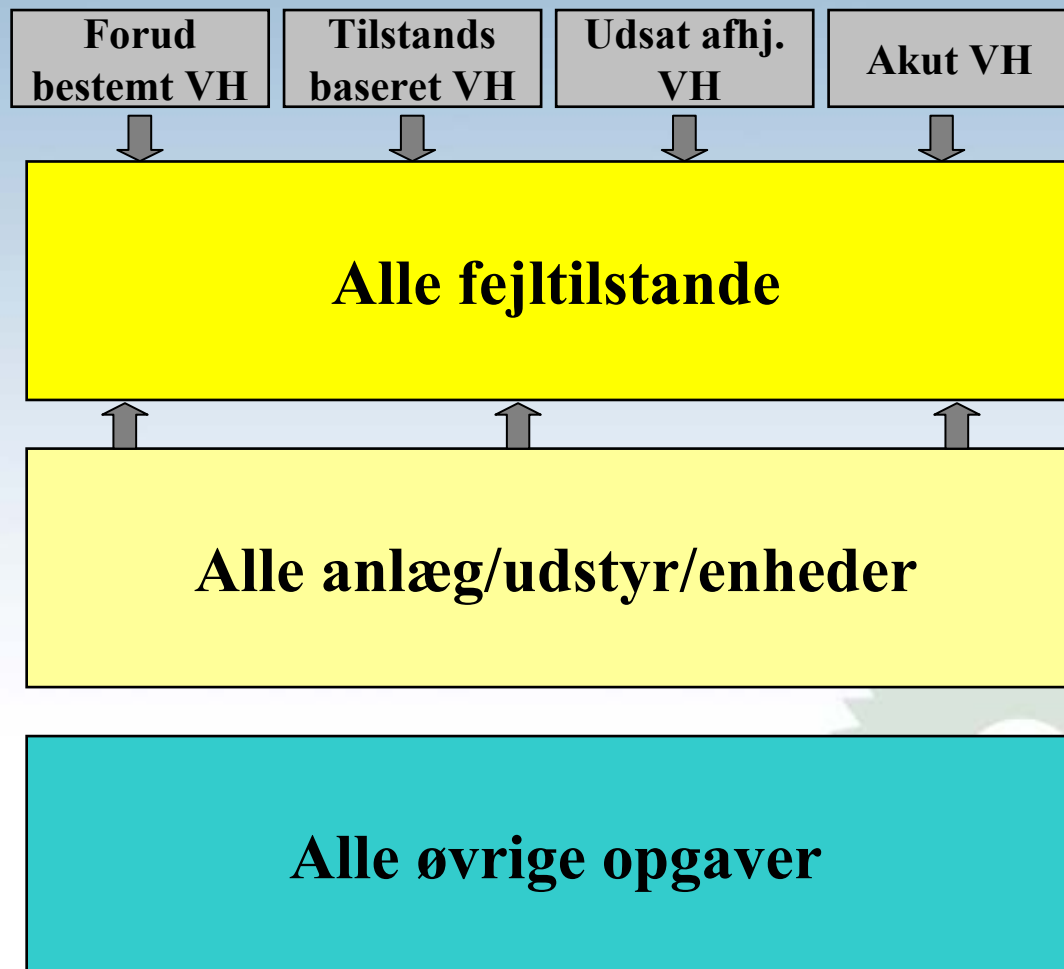 Forud
bestemt VH
Tilstands
baseret VH
Udsat afhj.
VH
Akut VH
Alle fejltilstande
Alle anlæg/udstyr/enheder
Alle øvrige opgaver